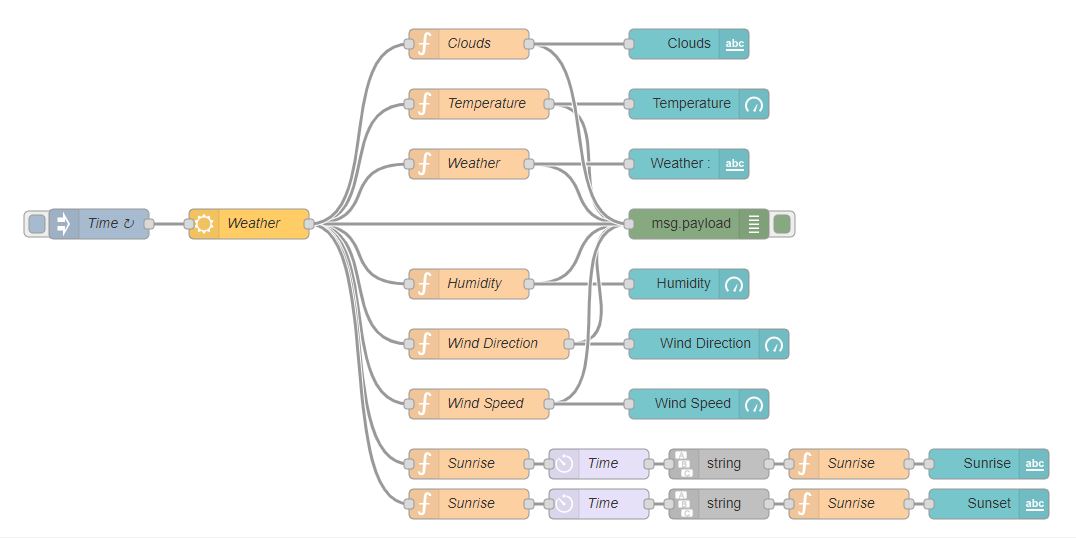 Clouds
Clouds abc
Temperature
Temperature
Weather
Weather : abc
Time ↻
Weather
msg.payload
Humidity
Humidity
Wind Direction
Wind Direction
Wind Speed
Wind Speed
Sunrise
Time
A
B
C
string
Sunrise
Sunrise abc
Sunrise
Time
A
B
C
string
Sunrise
Sunset abc